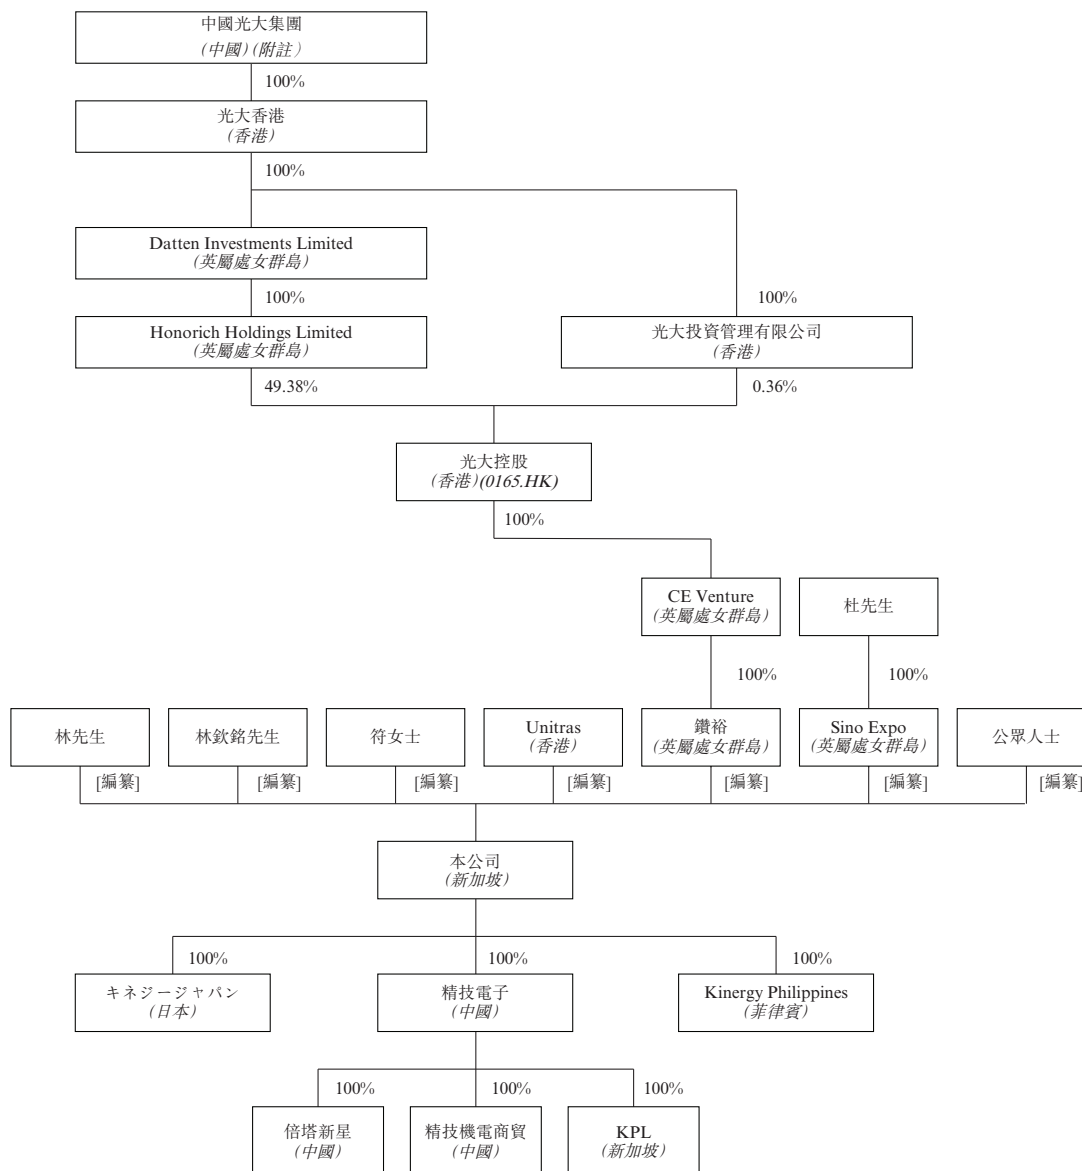 中國光大集團
(中國) (附註)
100%
光大香港
(香港)
100%
Datten Investments Limited
(英屬處女群島)
100%
100%
Honorich Holdings Limited
(英屬處女群島)
光大投資管理有限公司
(香港)
49.38%
0.36%
光大控股
(香港)(0165.HK)
100%
CE Venture
(英屬處女群島)
杜先生
100%
100%
林先生
林欽銘先生
符女士
Unitras
(香港)
鑽裕
(英屬處女群島)
Sino Expo
(英屬處女群島)
公眾人士
[編纂]
[編纂]
[編纂]
[編纂]
[編纂]
[編纂]
[編纂]
本公司
(新加坡)
100%
100%
100%
キネジージャパン
(日本)
精技電子
(中國)
Kinergy Philippines
(菲律賓)
100%
100%
100%
倍塔新星
(中國)
精技機電商貿
(中國)
KPL
(新加坡)